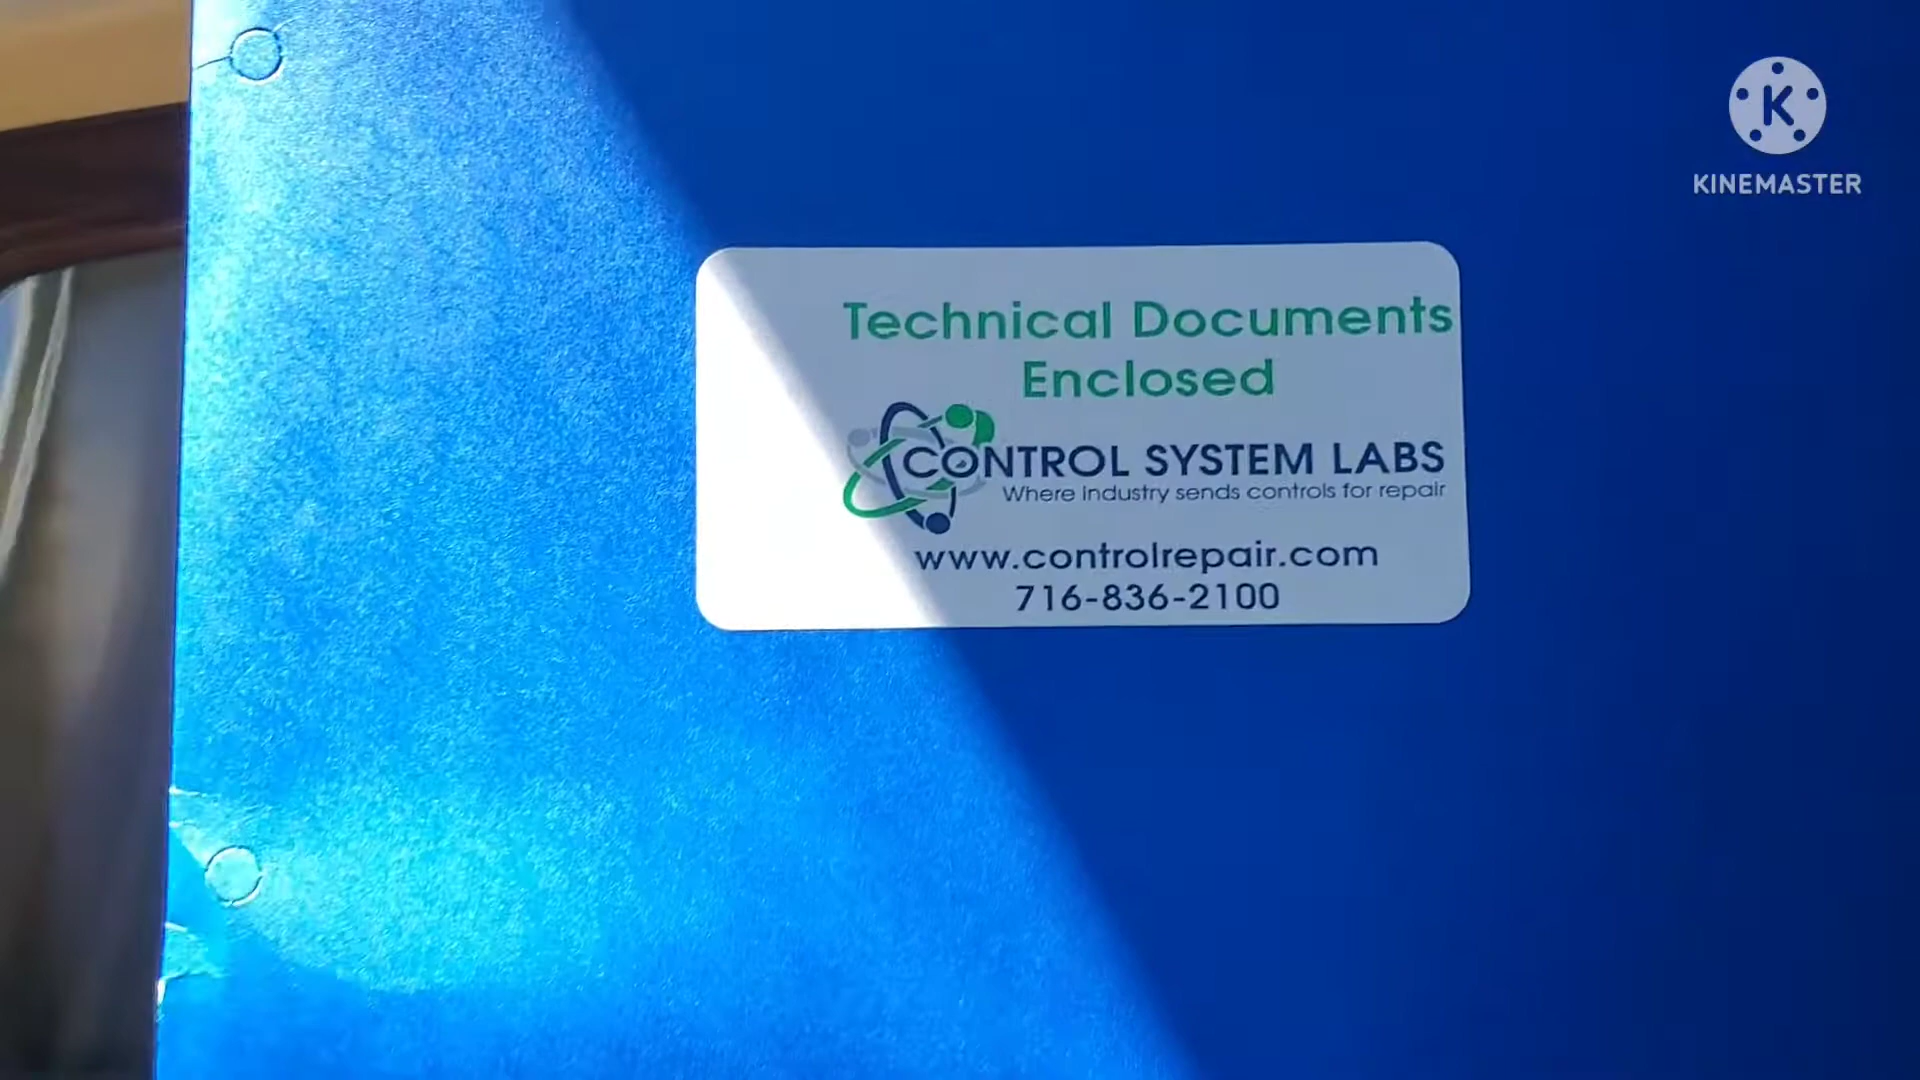 K
KINEMASTER
Technical Documents
Enclosed
CONTROL SYSTEM LABS
Where industry sends controls for repair
www.controlrepair.com
716-836-2100